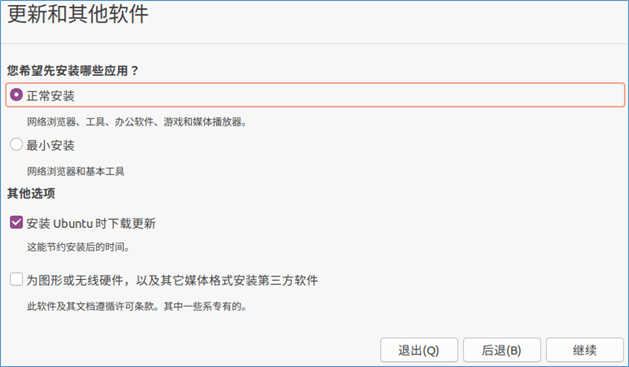 更新和其他软件
您希望先安装哪些应用？
正常安装
网络浏览器、工具、办公软件、游戏和媒体播放器。
最小安装
网络浏览器和基本工具
其他选项
安装 Ubuntu 时下载更新
这能节约安装后的时间。
为图形或无线硬件，以及其它媒体格式安装第三方软件
此软件及其文档遵循许可条款。其中一些系专有的。
退出(Q) 后退(B) 继续